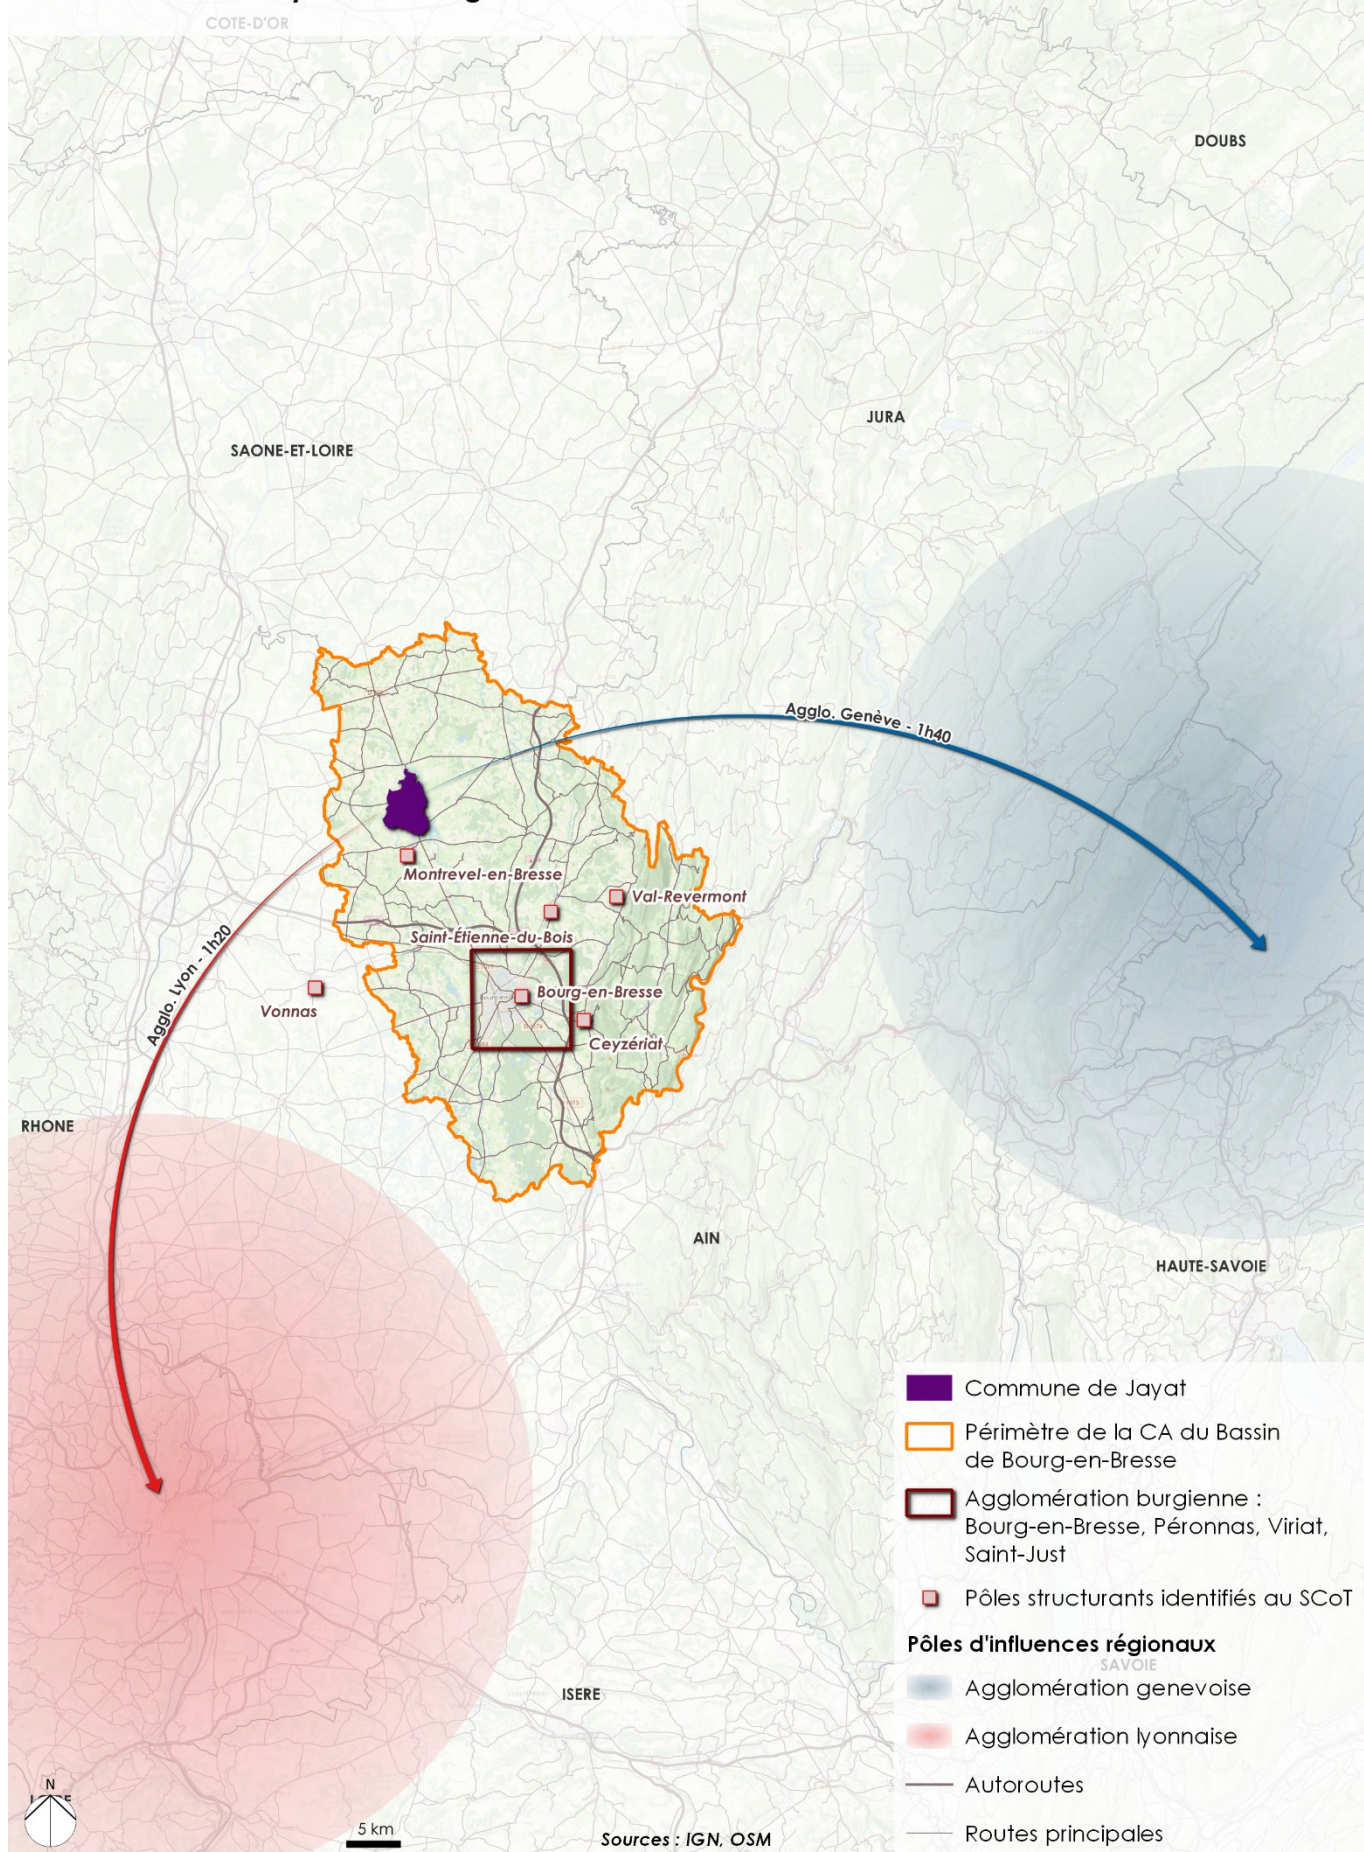 COTE-D'OR
DOUBS
JURA
SAONE-ET-LOIRE
Agglo. Genève - 1h40
Montrevel-en-Bresse
Val-Revermont
Saint-Étienne-du-Bois
Agglo. Lyon - 1h20
Bourg-en-Bresse
Vonnas
Ceyzériat
RHONE
AIN
HAUTE-SAVOIE
Commune de Jayat
Périmètre de la CA du Bassin
de Bourg-en-Bresse
Agglomération burgienne :
Bourg-en-Bresse, Péronnas, Viriat,
Saint-Just
Pôles structurants identifiés au SCoT
Pôles d'influences régionaux
SAVOIE
Agglomération genevoise
ISERE
Agglomération lyonnaise
N
Autoroutes
5 km
Sources : IGN, OSM
Routes principales